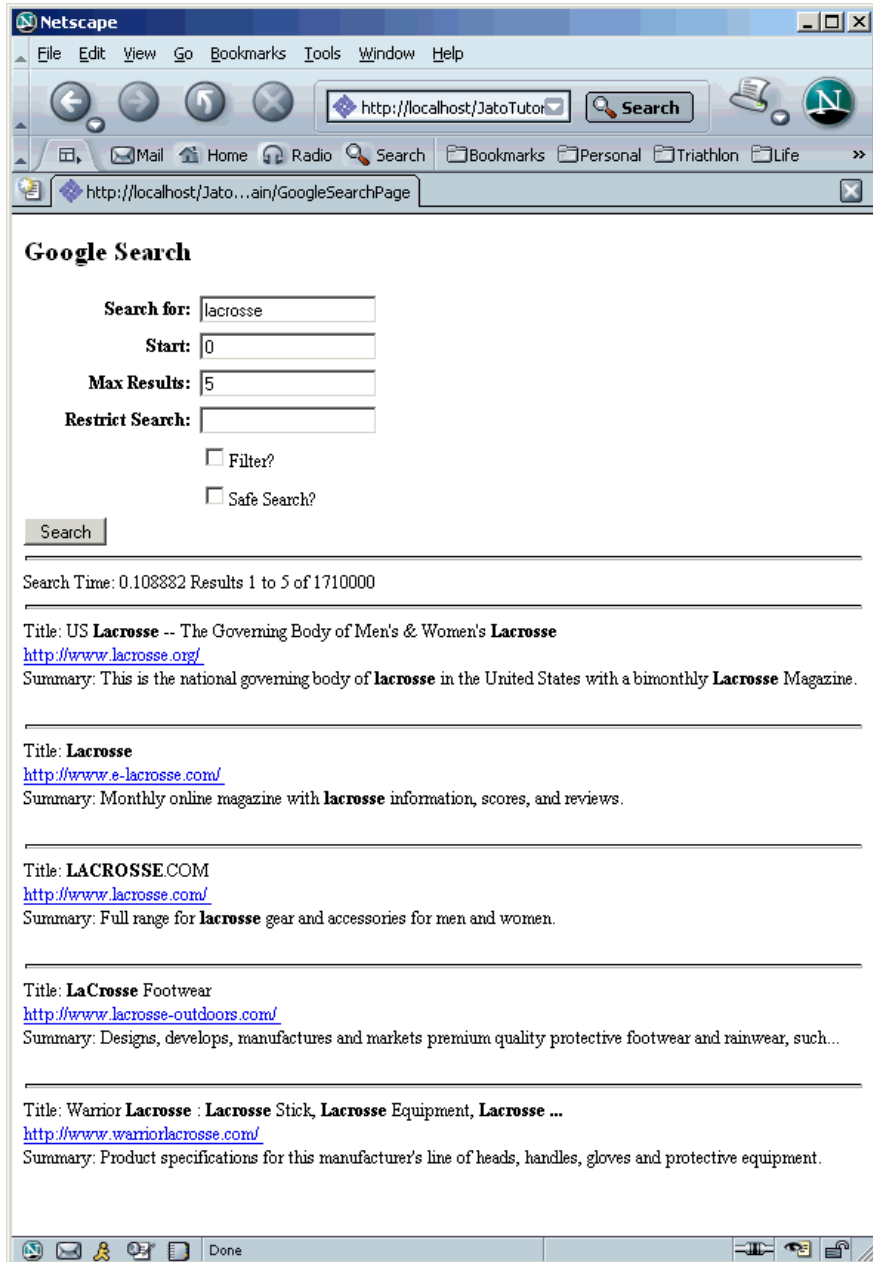 Netscape
File Edit View Go Bookmarks Tools Window Help
http://localhost/JatoTutor Search
Mail Home Radio Search Bookmarks Personal Triathlon Life »
http://localhost/Jato...ain/GoogleSearchPage
Google Search
Search for: lacrosse
Start: 0
Max Results: 5
Restrict Search:
Filter?
Safe Search?
Search
Search Time: 0.108882 Results 1 to 5 of 1710000
Title: US Lacrosse -- The Governing Body of Men's & Women's Lacrosse
http://www.lacrosse.org/
Summary: This is the national governing body of lacrosse in the United States with a bimonthly Lacrosse Magazine.
Title: Lacrosse
http://www.e-lacrosse.com/
Summary: Monthly online magazine with lacrosse information, scores, and reviews.
Title: LACROSSE.COM
http://www.lacrosse.com/
Summary: Full range for lacrosse gear and accessories for men and women.
Title: LaCrosse Footwear
http://www.lacrosse-outdoors.com/
Summary: Designs, develops, manufactures and markets premium quality protective footwear and rainwear, such...
Title: Warrior Lacrosse : Lacrosse Stick, Lacrosse Equipment, Lacrosse ...
http://www.warriorlacrosse.com/
Summary: Product specifications for this manufacturer's line of heads, handles, gloves and protective equipment.
Done